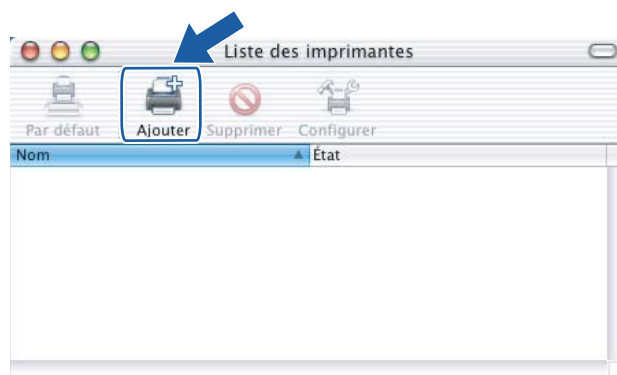 Liste des imprimantes
Par défaut Ajouter Supprimer Configurer
Nom État